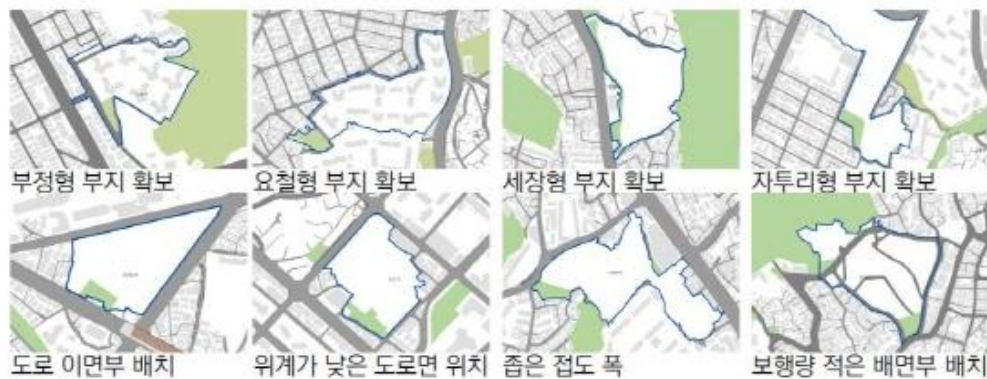 부정형 부지 확보
요철형 부지 확보
세장형 부지 확보
자투리형 부지 확보
도로 이면부 배치
위계가 낮은 도로면 위치
좁은 접도 폭
보행량 적은 배면부 배치